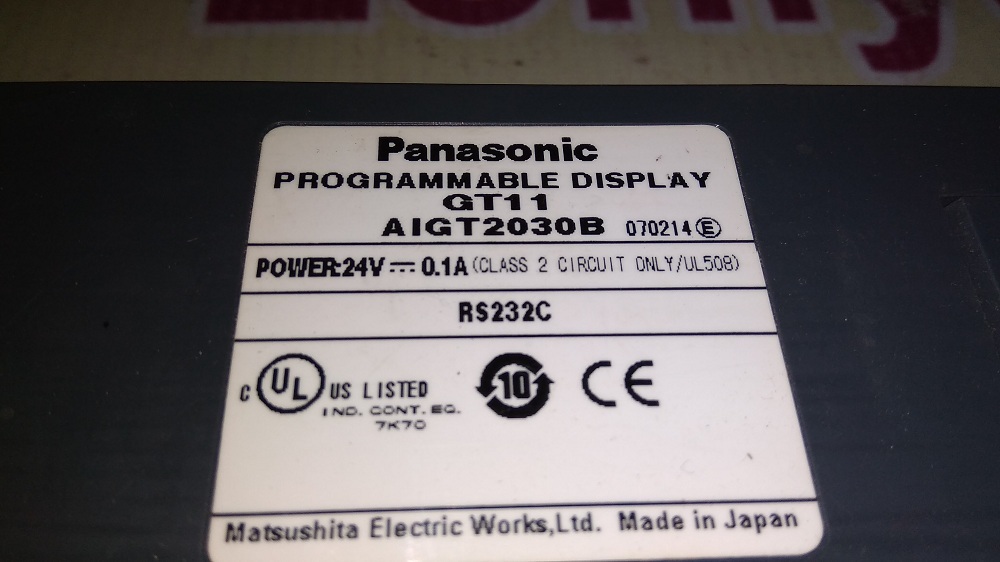 Panasonic
PROGRAMMABLE DISPLAY
GT11
AIGT2030B 070214 E
POWER:24V ⎓ 0.1A (CLASS 2 CIRCUIT ONLY/UL508)
RS232C
C UL US LISTED
IND. CONT. EQ.
7K70
10
CE
Matsushita Electric Works,Ltd. Made in Japan